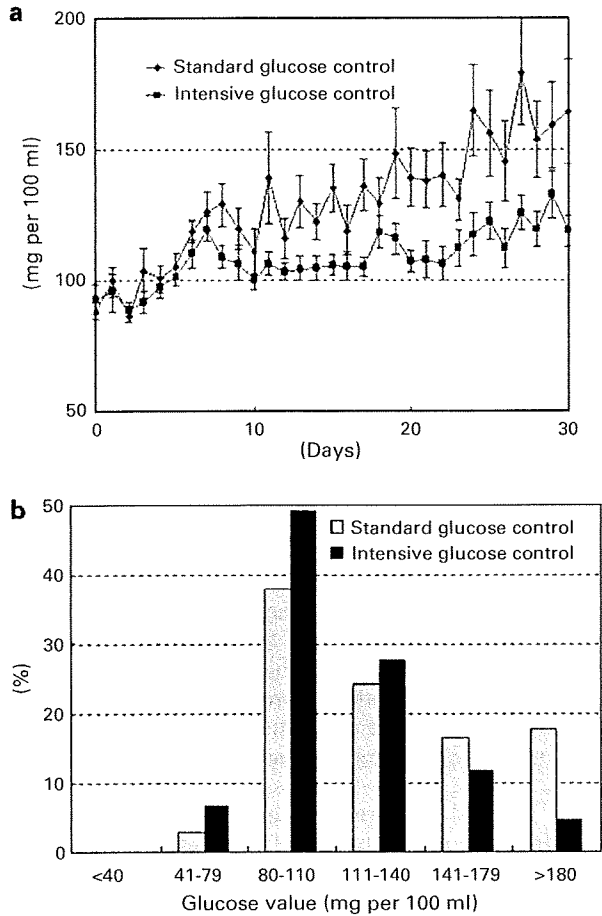 a
200
150
100
50
(mg per 100 ml)
Standard glucose control
Intensive glucose control
0
10
20
30
(Days)
b
50
40
30
20
10
0
(%)
Standard glucose control
Intensive glucose control
<40
41-79
80-110
111-140
141-179
>180
Glucose value (mg per 100 ml)